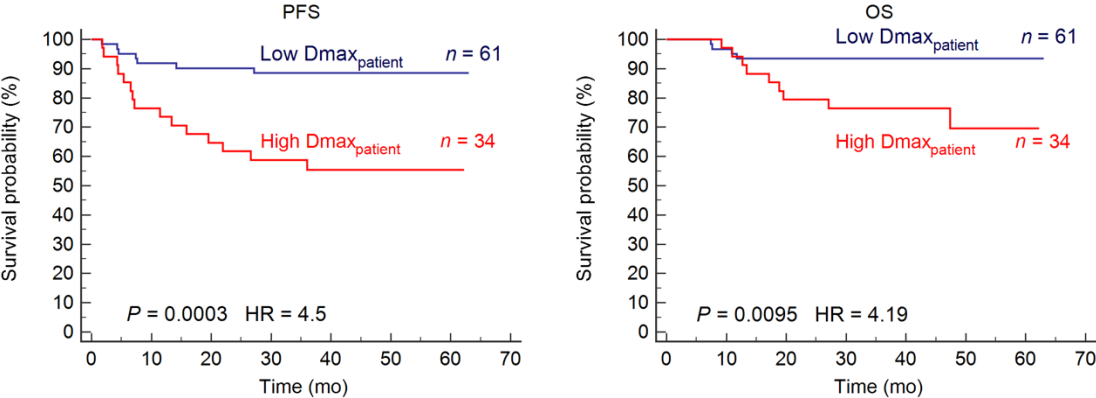 PFS
100
90
80
70
60
50
40
30
20
10
0
Survival probability (%)
Low Dmaxpatient n = 61
High Dmaxpatient n = 34
P = 0.0003 HR = 4.5
0 10 20 30 40 50 60 70
Time (mo)
OS
100
90
80
70
60
50
40
30
20
10
0
Survival probability (%)
Low Dmaxpatient n = 61
High Dmaxpatient n = 34
P = 0.0095 HR = 4.19
0 10 20 30 40 50 60 70
Time (mo)